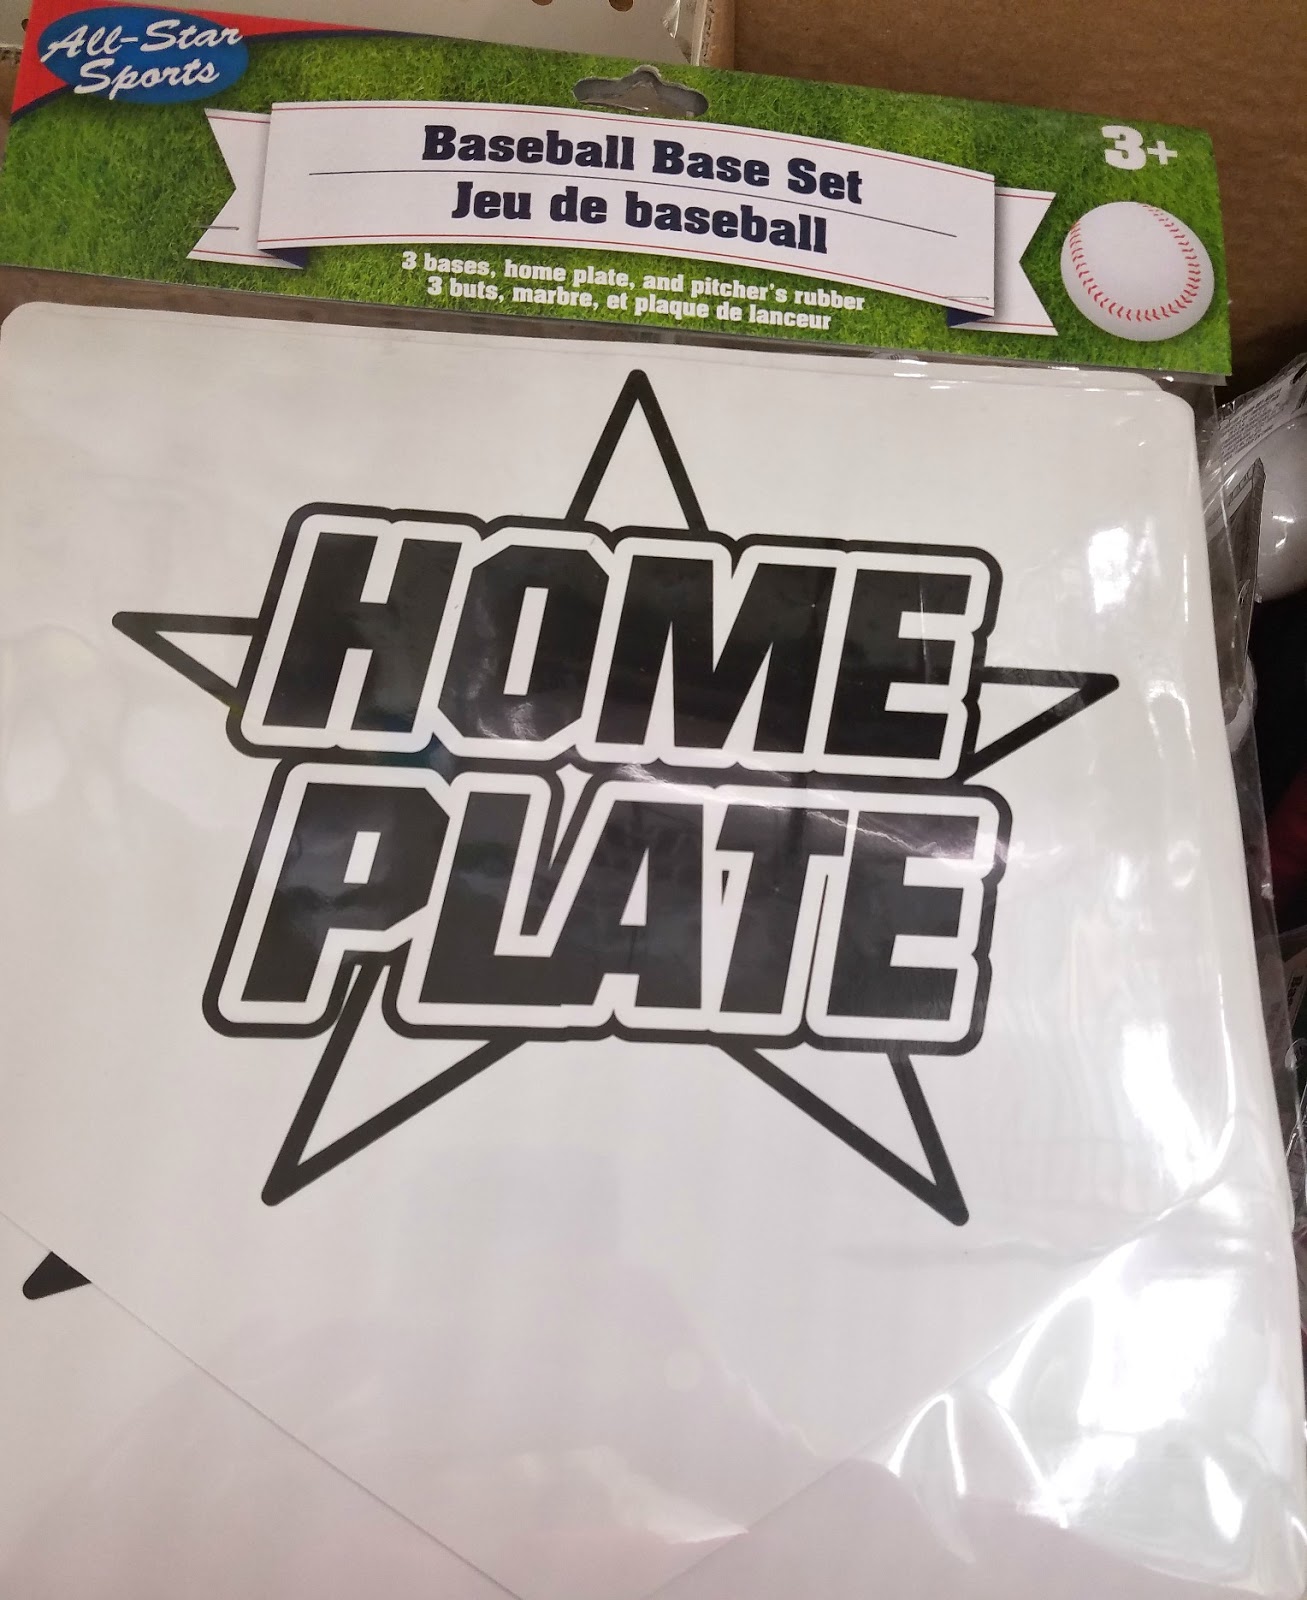 All-Star
Sports
Baseball Base Set
Jeu de baseball
3 bases, home plate, and pitcher's rubber
3 buts, marbre, et plaque de lanceur
3+
HOME
PLATE